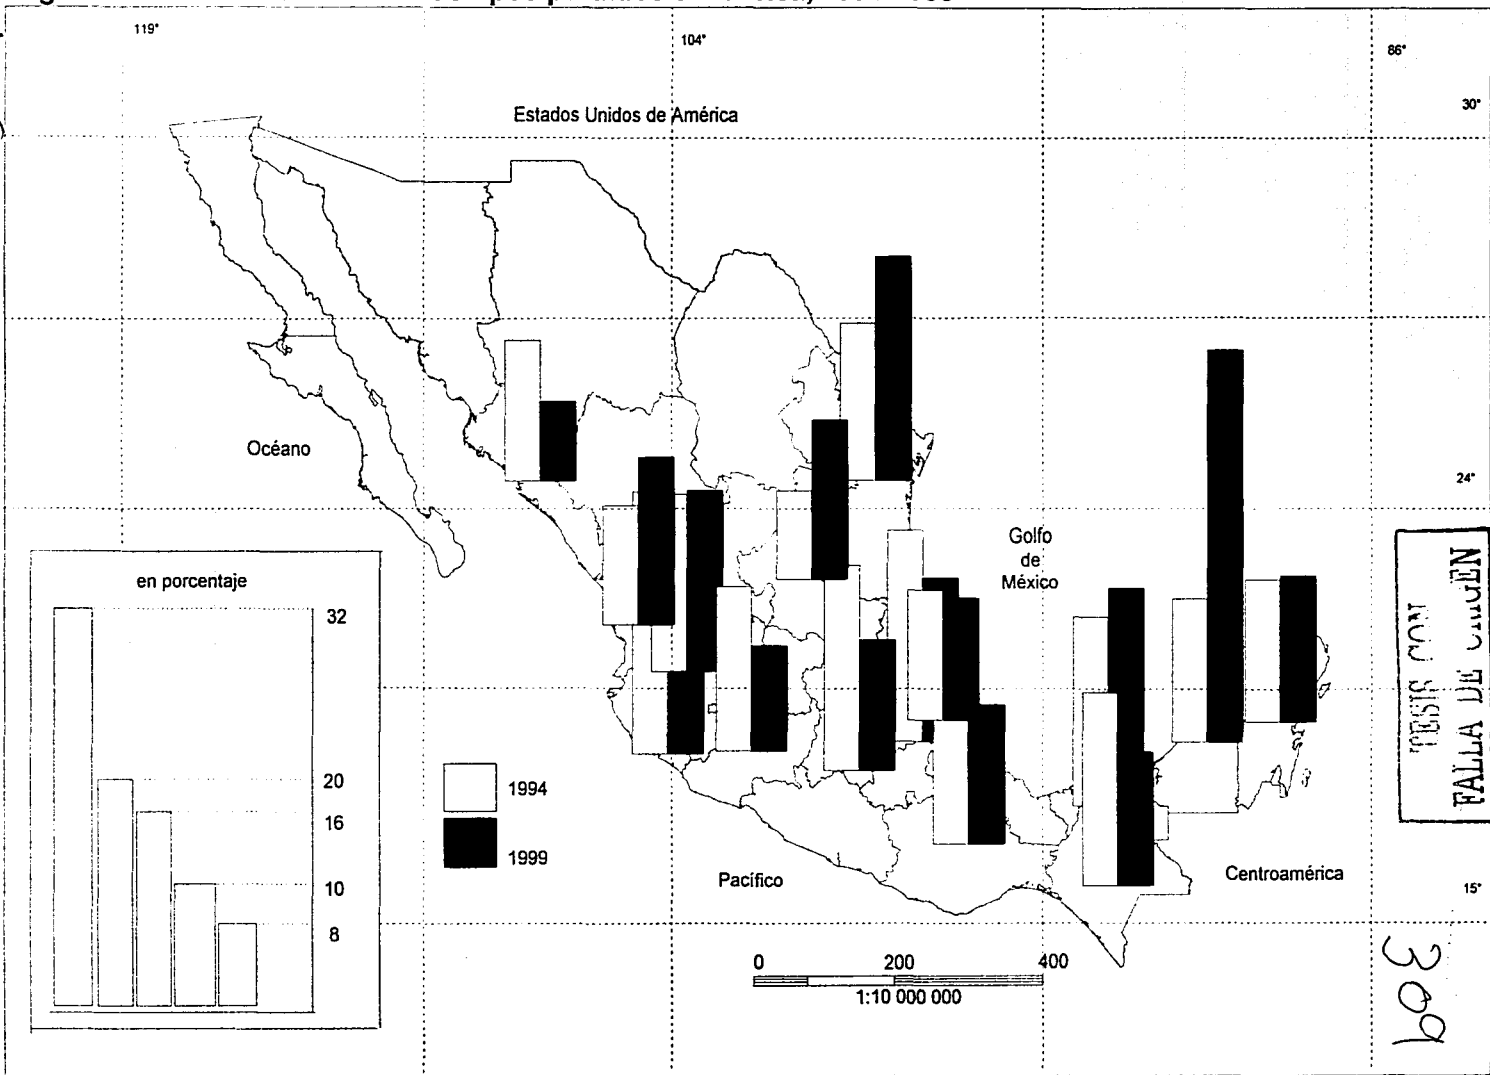 119°
104°
86°
30°
Estados Unidos de América
Océano
24°
Golfo
de
México
en porcentaje
32
20
16
10
8
1994
1999
Pacífico
Centroamérica
15°
0 200 400
1:10 000 000
TESIS CON
FALLA DE ORIGEN
309